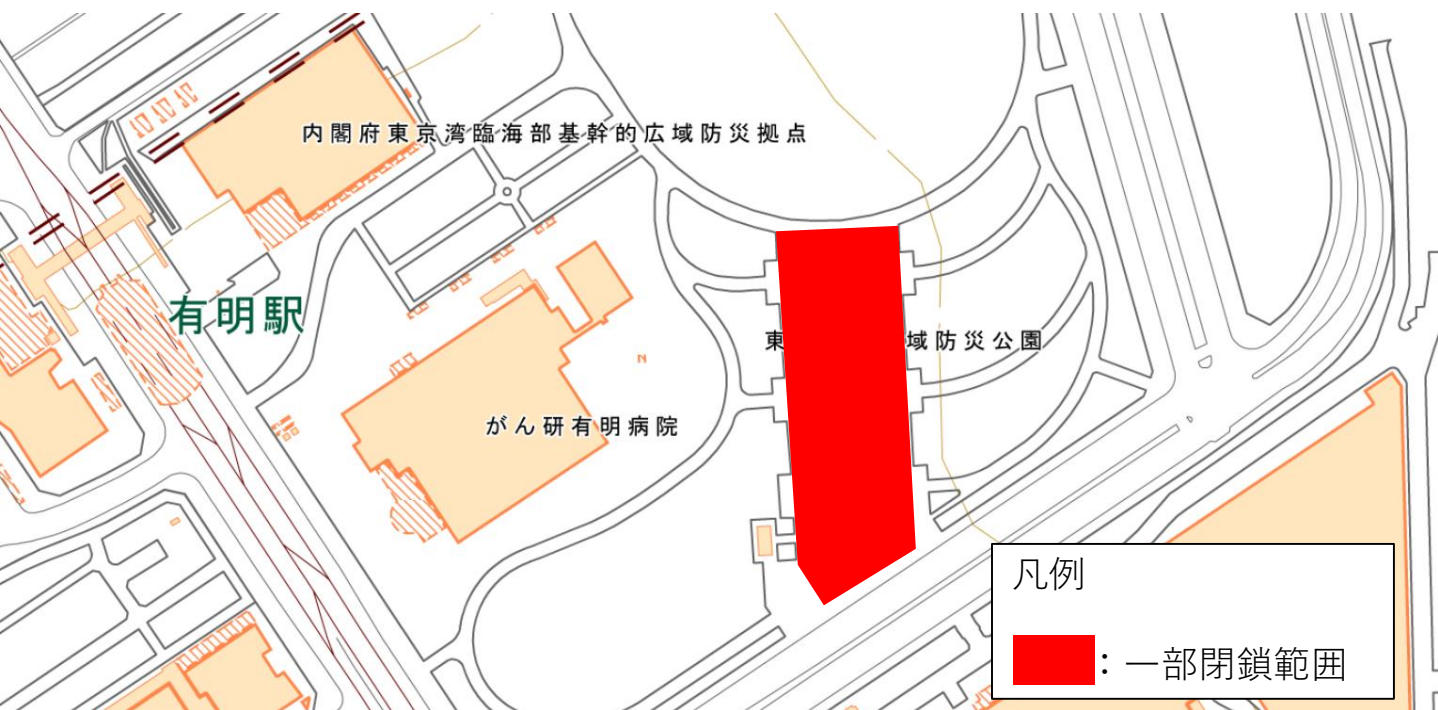 内閣府東京湾臨海部基幹的広域防災拠点
有明駅
東 域防災公園
がん研有明病院
凡例
：一部閉鎖範囲